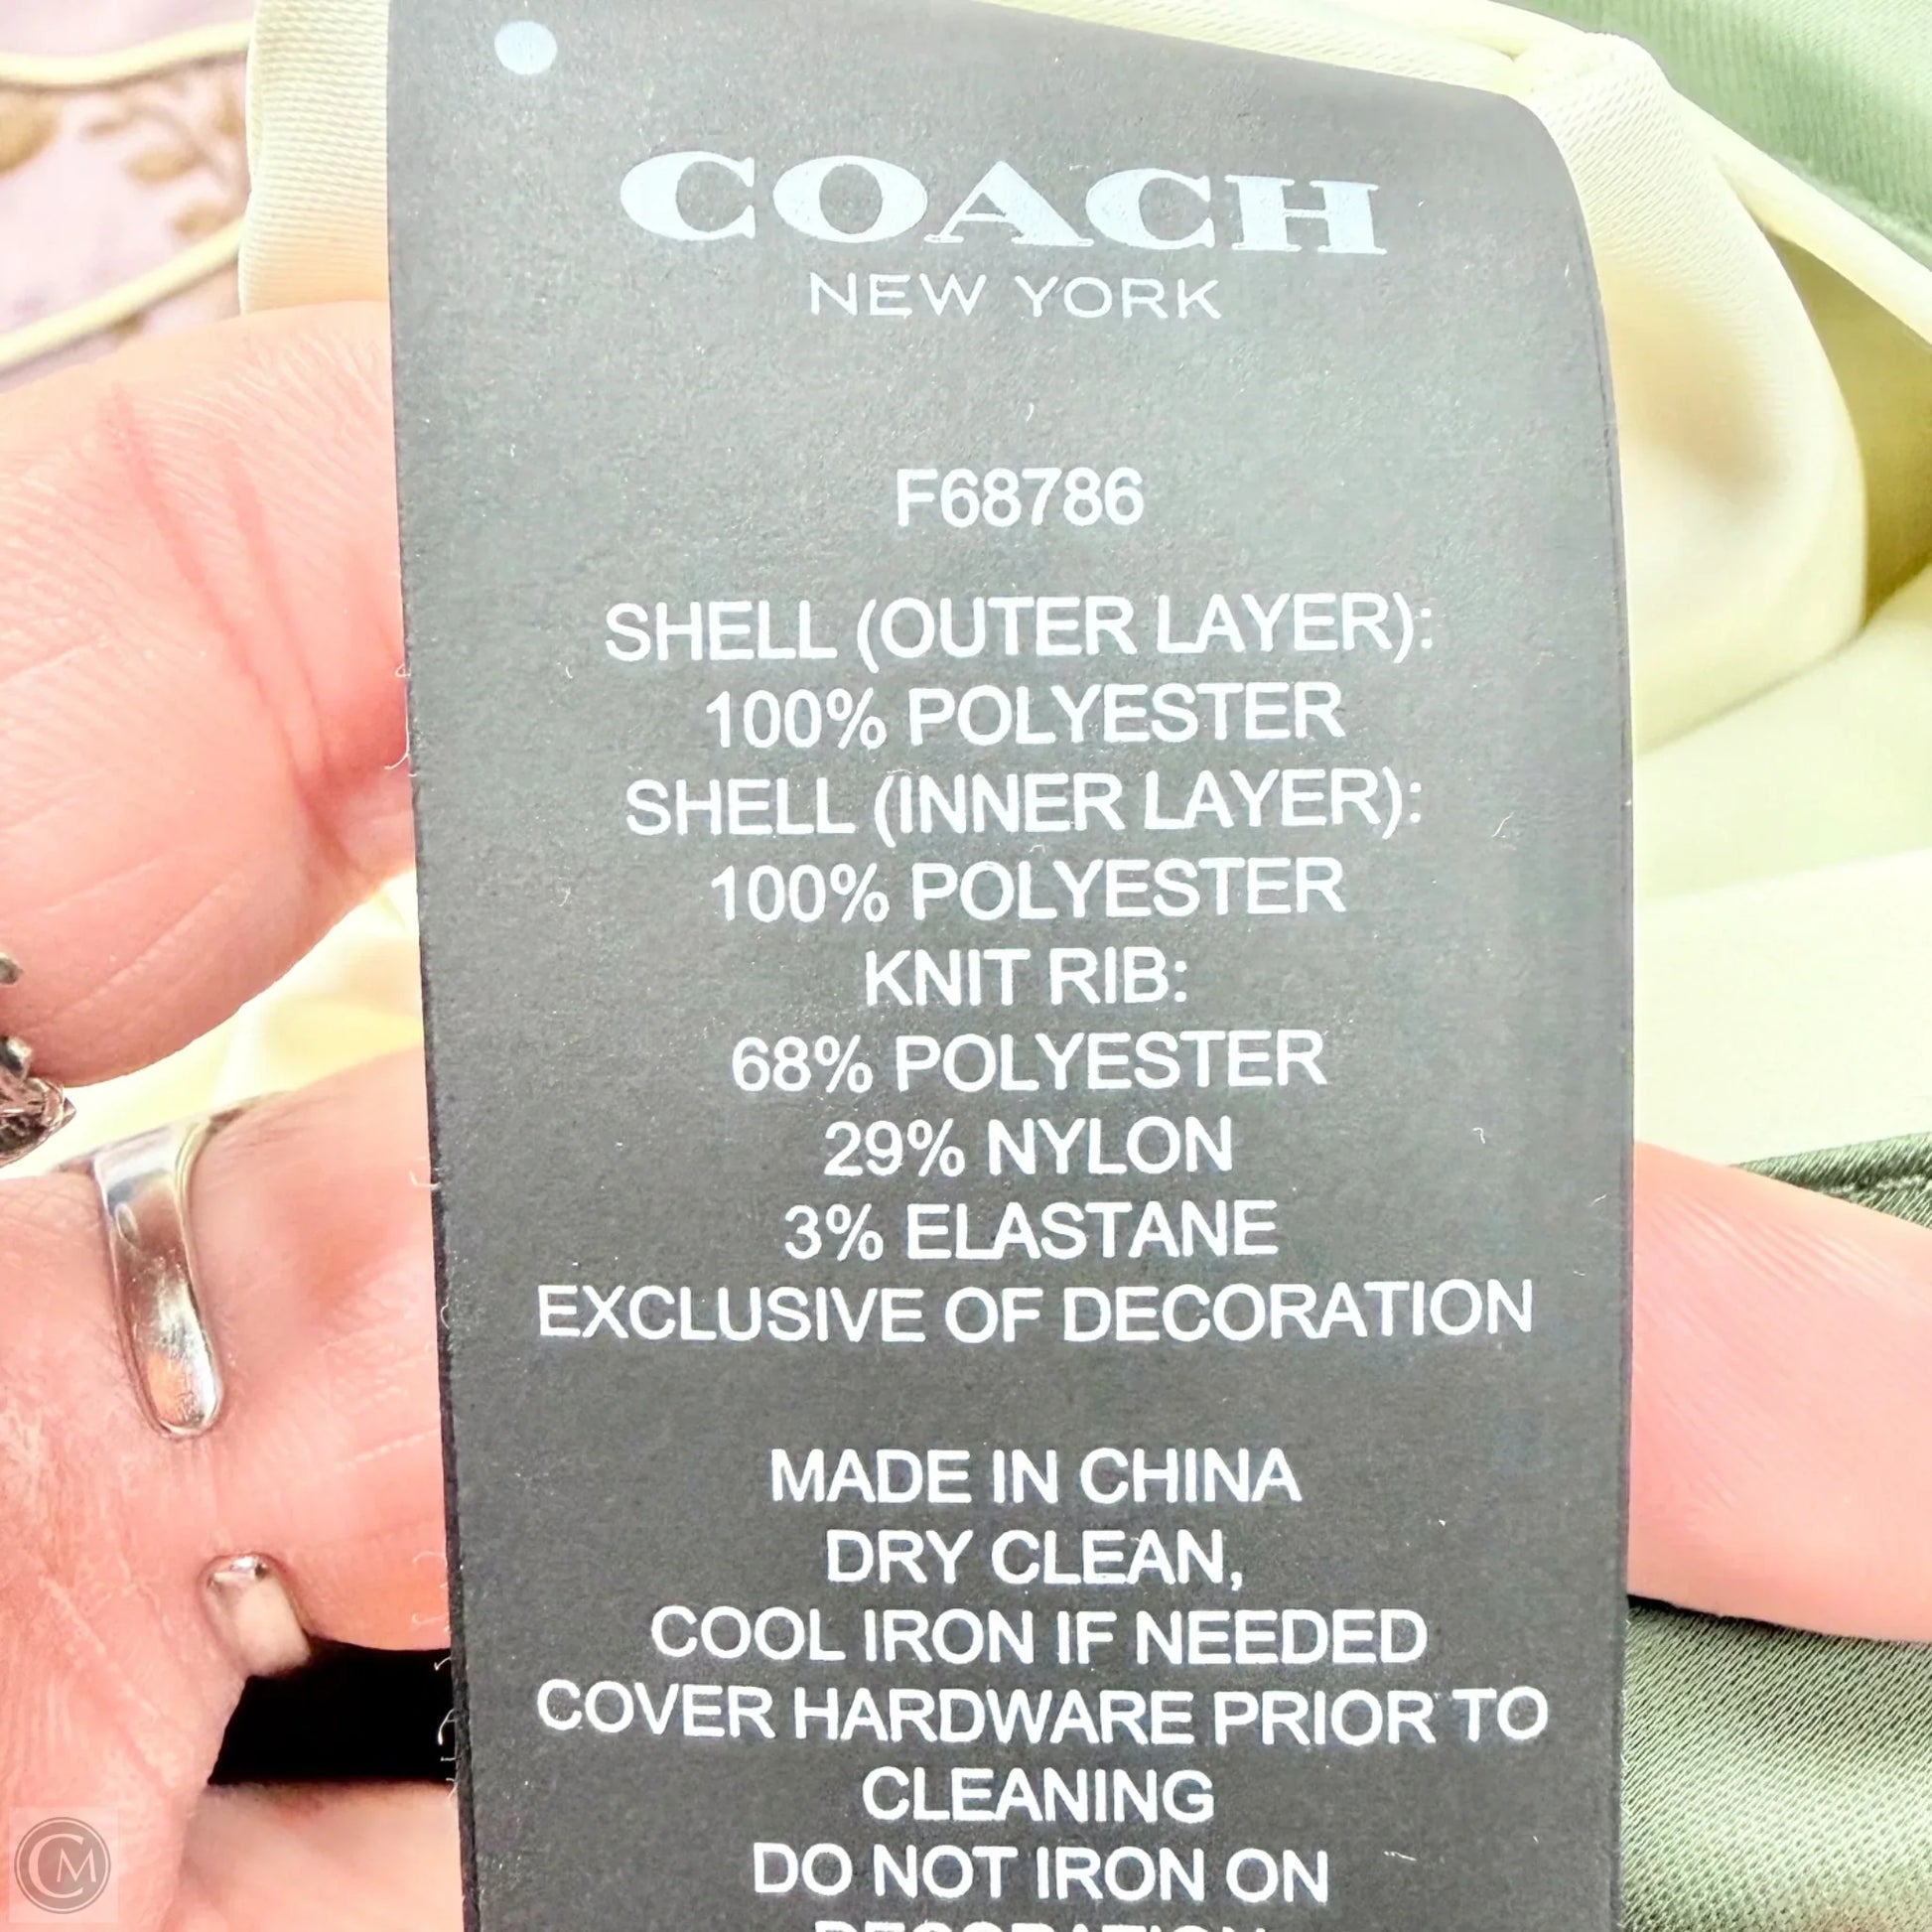 COACH
NEW YORK
F68786
SHELL (OUTER LAYER):
100% POLYESTER
SHELL (INNER LAYER):
100% POLYESTER
KNIT RIB:
68% POLYESTER
29% NYLON
3% ELASTANE
EXCLUSIVE OF DECORATION
MADE IN CHINA
DRY CLEAN,
COOL IRON IF NEEDED
COVER HARDWARE PRIOR TO
CLEANING
DO NOT IRON ON
DECORATION
CM